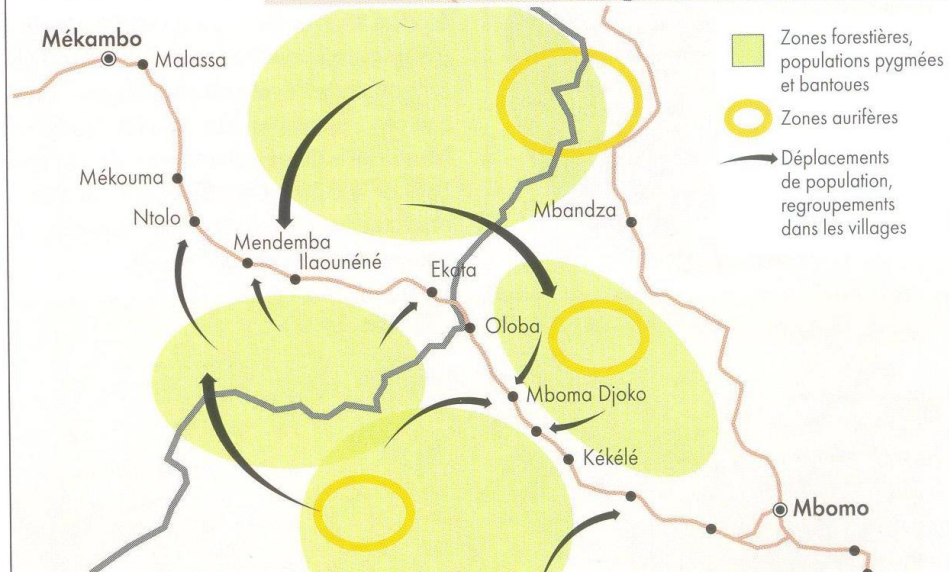 Mékambo
Malassa
Mékouma
Ntolo
Mendemba
Ilaounéné
Ekata
Mbandza
Oloba
Mboma Djoko
Kékélé
Mbomo
Zones forestières,
populations pygmées
et bantoues
Zones aurifères
Déplacements
de population,
regroupements
dans les villages